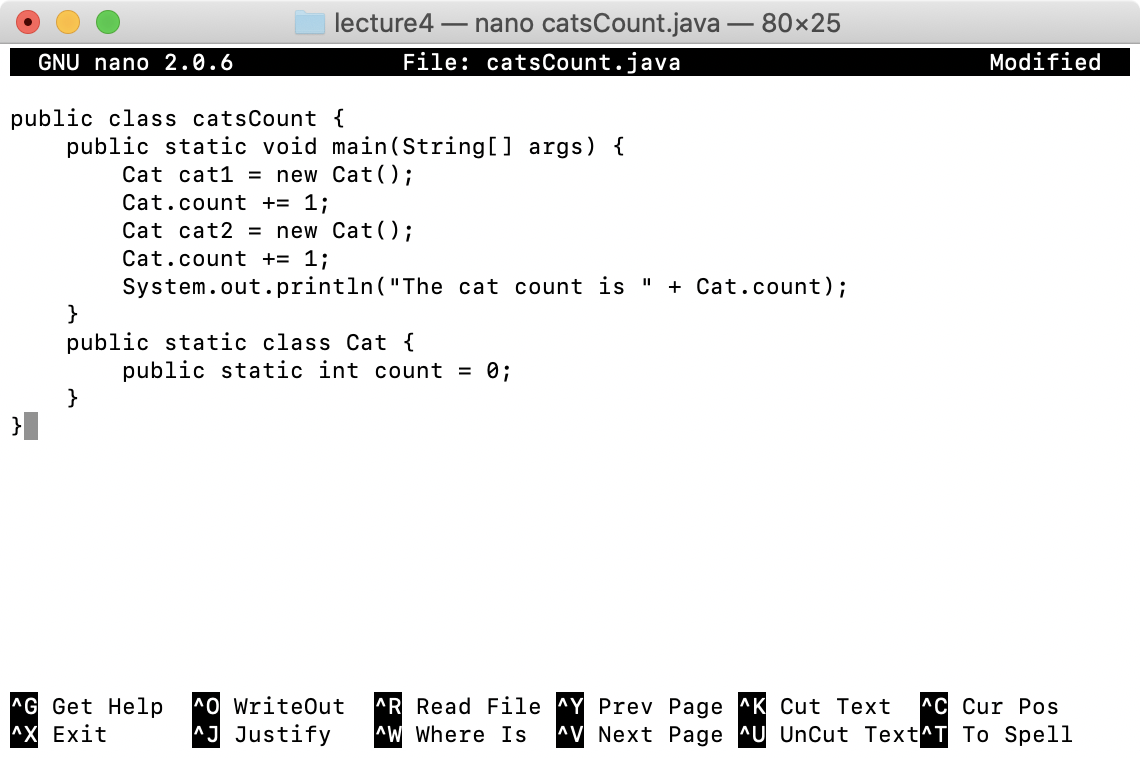 lecture4 — nano catsCount.java — 80×25
GNU nano 2.0.6 File: catsCount.java Modified
public class catsCount {
    public static void main(String[] args) {
        Cat cat1 = new Cat();
        Cat.count += 1;
        Cat cat2 = new Cat();
        Cat.count += 1;
        System.out.println("The cat count is " + Cat.count);
    }
    public static class Cat {
        public static int count = 0;
    }
}
^G Get Help ^O WriteOut ^R Read File ^Y Prev Page ^K Cut Text ^C Cur Pos
^X Exit ^J Justify ^W Where Is ^V Next Page ^U UnCut Text ^T To Spell